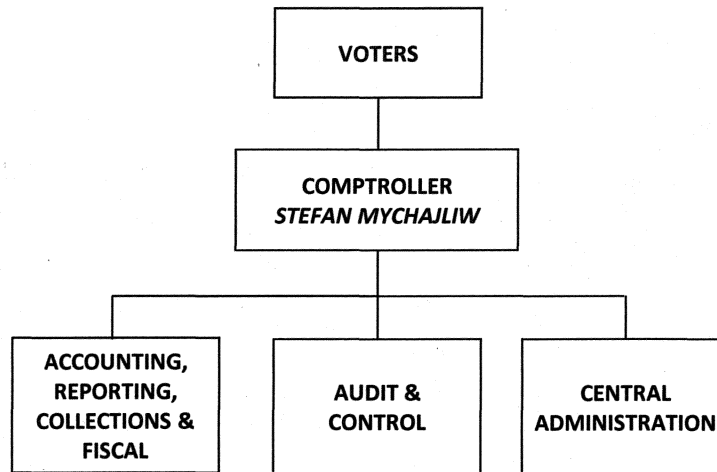 VOTERS
COMPTROLLER
STEFAN MYCHAJLIW
ACCOUNTING,
REPORTING,
COLLECTIONS &
FISCAL
AUDIT &
CONTROL
CENTRAL
ADMINISTRATION